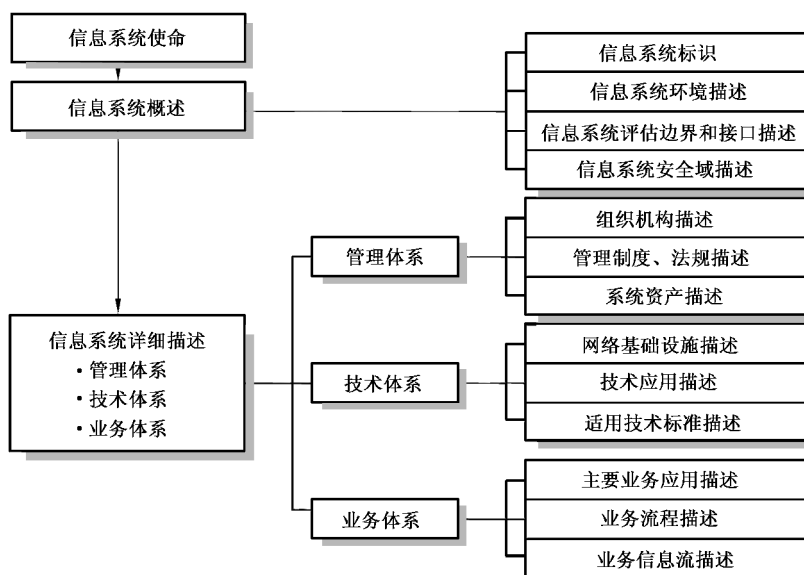 信息系统使命
信息系统概述
信息系统标识
信息系统环境描述
信息系统评估边界和接口描述
信息系统安全域描述
信息系统详细描述
·管理体系
·技术体系
·业务体系
管理体系
组织机构描述
管理制度、法规描述
系统资产描述
技术体系
网络基础设施描述
技术应用描述
适用技术标准描述
业务体系
主要业务应用描述
业务流程描述
业务信息流描述